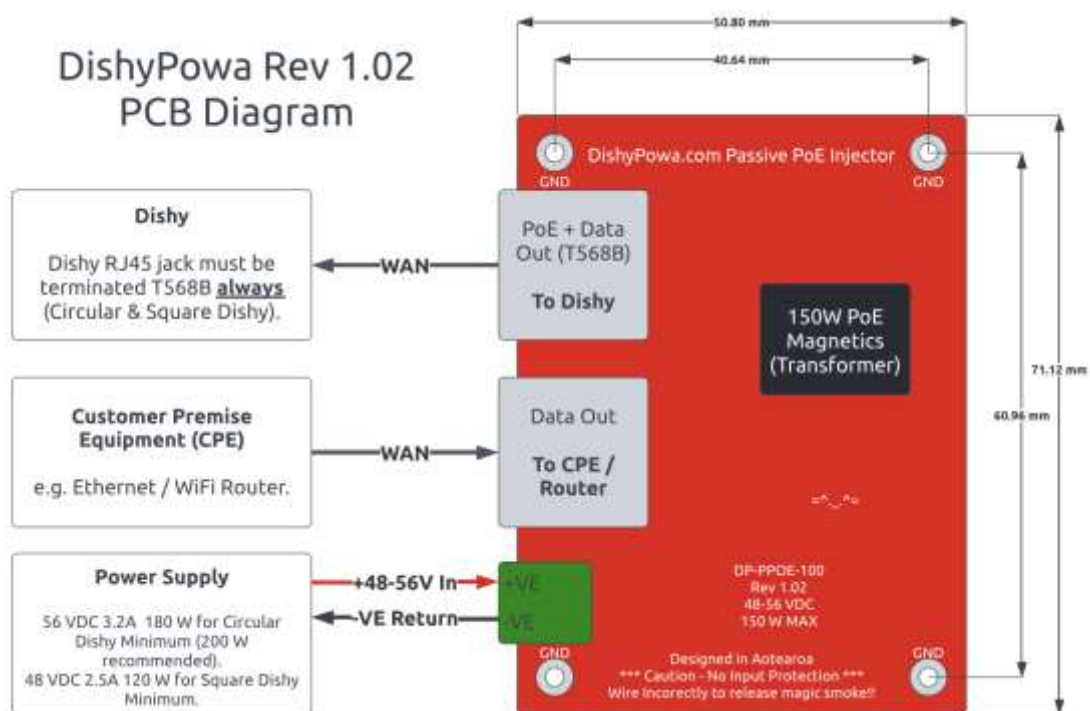 DishyPowa Rev 1.02
PCB Diagram
50.80 mm
40.64 mm
DishyPowa.com Passive PoE Injector
GND
GND
Dishy
Dishy RJ45 jack must be
terminated T568B always
(Circular & Square Dishy).
WAN
PoE + Data
Out (T568B)
To Dishy
150W PoE
Magnetics
(Transformer)
71.12 mm
60.96 mm
Customer Premise
Equipment (CPE)
e.g. Ethernet / WiFi Router.
WAN
Data Out
To CPE /
Router
=^._.^=
Power Supply
56 VDC 3.2A 180 W for Circular
Dishy Minimum (200 W
recommended).
48 VDC 2.5A 120 W for Square Dishy
Minimum.
+48-56V In
-VE Return
+VE
-VE
DP-PPOE-100
Rev 1.02
48-56 VDC
150 W MAX
GND
GND
Designed in Aotearoa
*** Caution - No Input Protection ***
Wire Incorectly to release magic smoke!!